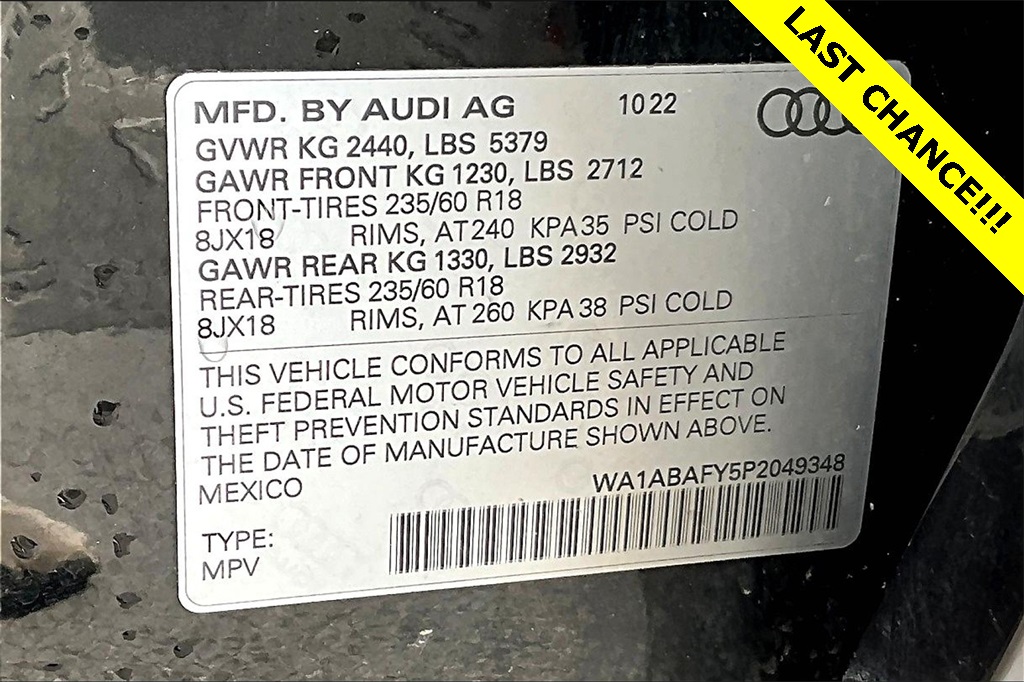 LAST CHANCE!!!
MFD. BY AUDI AG 10 22
GVWR KG 2440, LBS 5379
GAWR FRONT KG 1230, LBS 2712
FRONT-TIRES 235/60 R18
8JX18 RIMS, AT 240 KPA 35 PSI COLD
GAWR REAR KG 1330, LBS 2932
REAR-TIRES 235/60 R18
8JX18 RIMS, AT 260 KPA 38 PSI COLD
THIS VEHICLE CONFORMS TO ALL APPLICABLE
U.S. FEDERAL MOTOR VEHICLE SAFETY AND
THEFT PREVENTION STANDARDS IN EFFECT ON
THE DATE OF MANUFACTURE SHOWN ABOVE.
MEXICO WA1ABAFY5P2049348
TYPE:
MPV